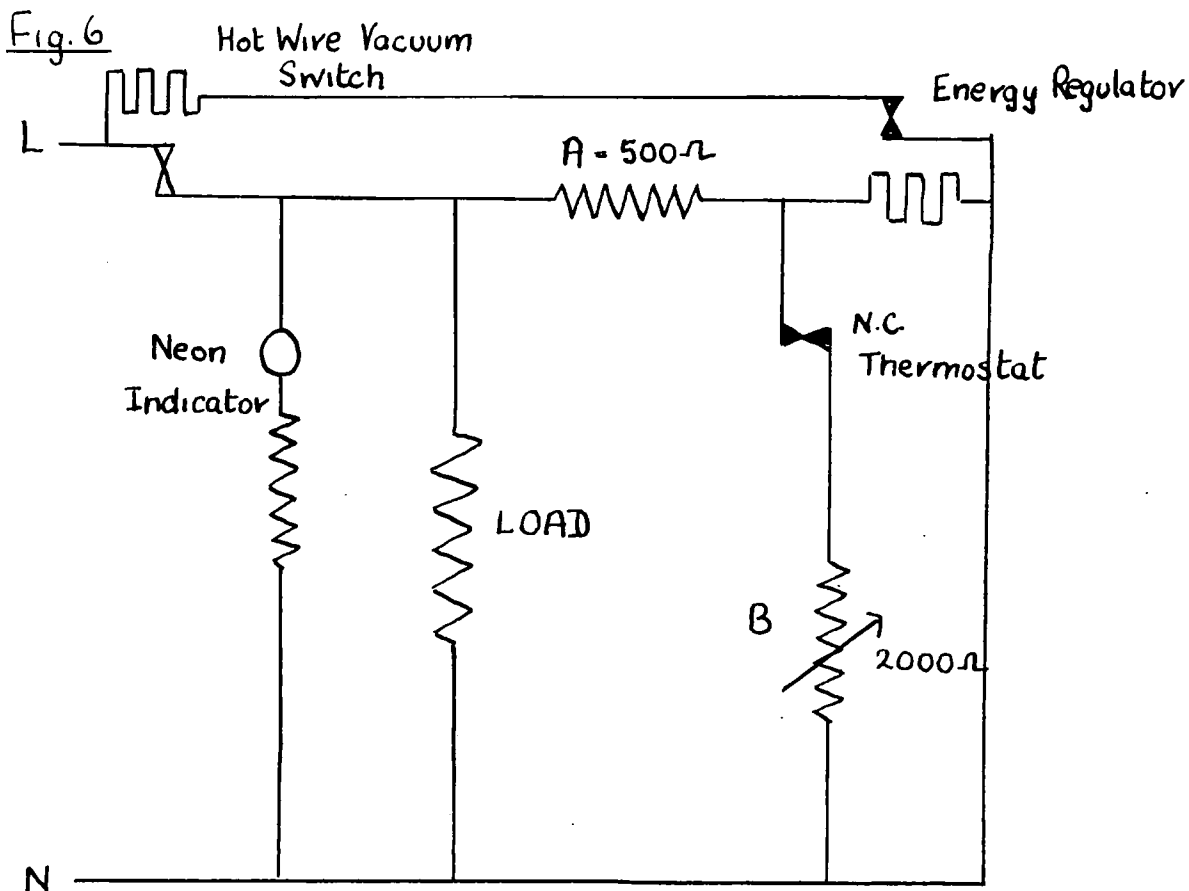 Fig. 6
Hot Wire Vacuum
Switch
Energy Regulator
L
A - 500Ω
N.C.
Thermostat
Neon
Indicator
LOAD
B
2000Ω
N